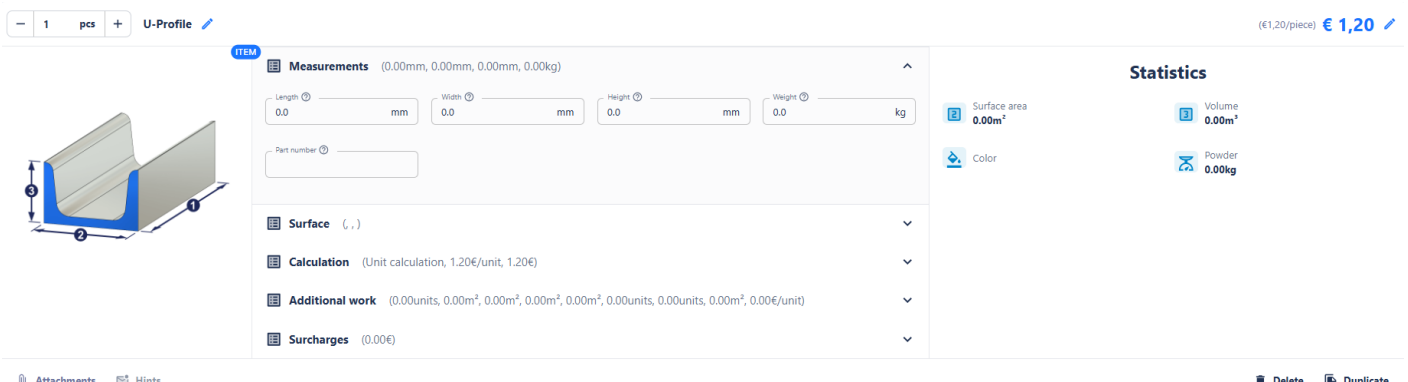 1 pcs U-Profile (€1,20/piece) € 1,20
ITEM
Measurements (0.00mm, 0.00mm, 0.00mm, 0.00kg)
Length Width Height Weight
0.0 mm 0.0 mm 0.0 mm 0.0 kg
Part number
3
1
2
Surface (, , )
Calculation (Unit calculation, 1.20€/unit, 1.20€)
Additional work (0.00units, 0.00m², 0.00m², 0.00m², 0.00m², 0.00units, 0.00units, 0.00m², 0.00€/unit)
Surcharges (0.00€)
Statistics
2 Surface area
0.00m²
3 Volume
0.00m³
Color
Powder
0.00kg
Attachments Hints Delete Duplicate